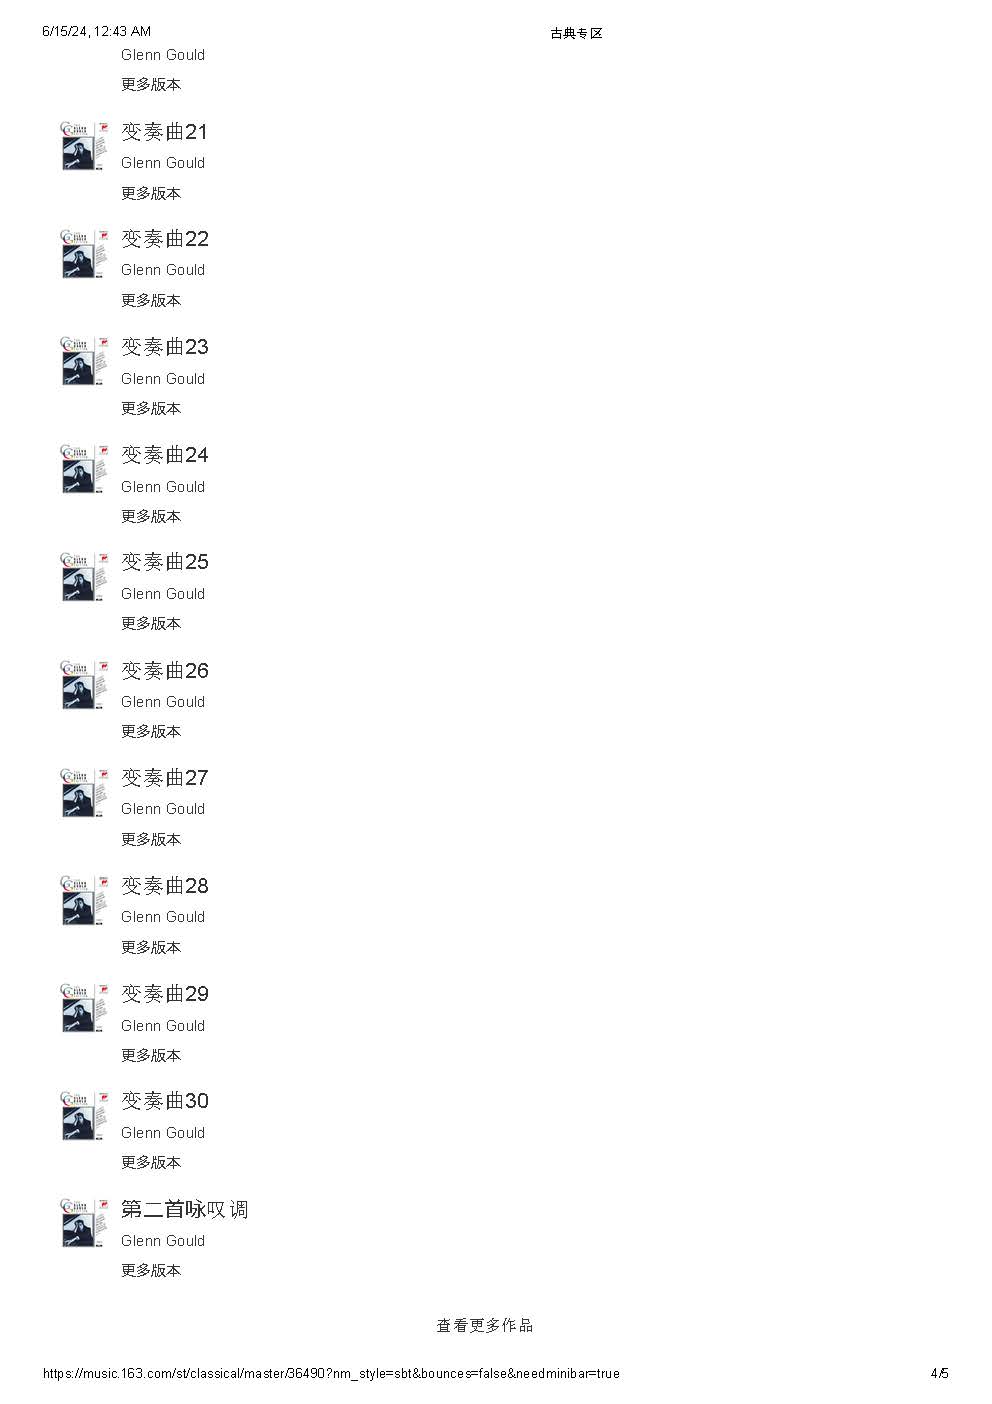 6/15/24, 12:43 AM 古典专区
Glenn Gould
更多版本
变奏曲21
Glenn Gould
更多版本
变奏曲22
Glenn Gould
更多版本
变奏曲23
Glenn Gould
更多版本
变奏曲24
Glenn Gould
更多版本
变奏曲25
Glenn Gould
更多版本
变奏曲26
Glenn Gould
更多版本
变奏曲27
Glenn Gould
更多版本
变奏曲28
Glenn Gould
更多版本
变奏曲29
Glenn Gould
更多版本
变奏曲30
Glenn Gould
更多版本
第二首咏叹调
Glenn Gould
更多版本
查看更多作品
https://music.163.com/st/classical/master/36490?nm_style=sbt&bounces=false&needminibar=true 4/5